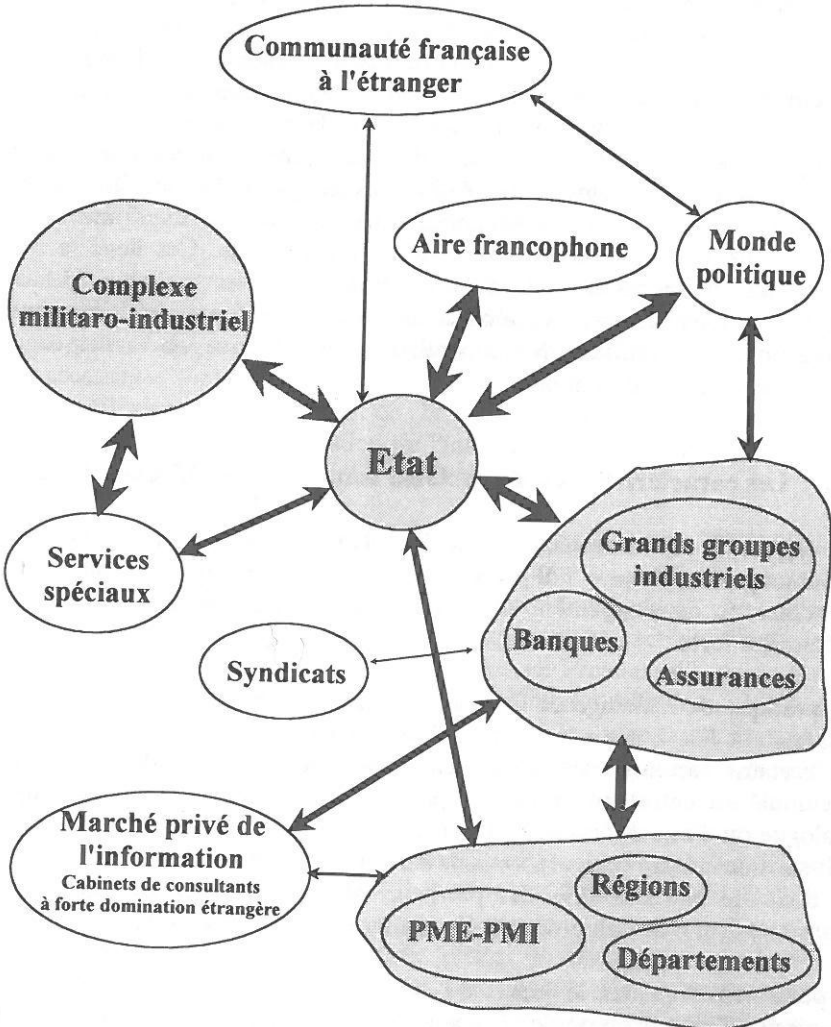 Communauté française
à l'étranger
Aire francophone
Monde
politique
Complexe
militaro-industriel
Etat
Services
spéciaux
Grands groupes
industriels
Banques
Assurances
Syndicats
Marché privé de
l'information
Cabinets de consultants
à forte domination étrangère
Régions
PME-PMI
Départements